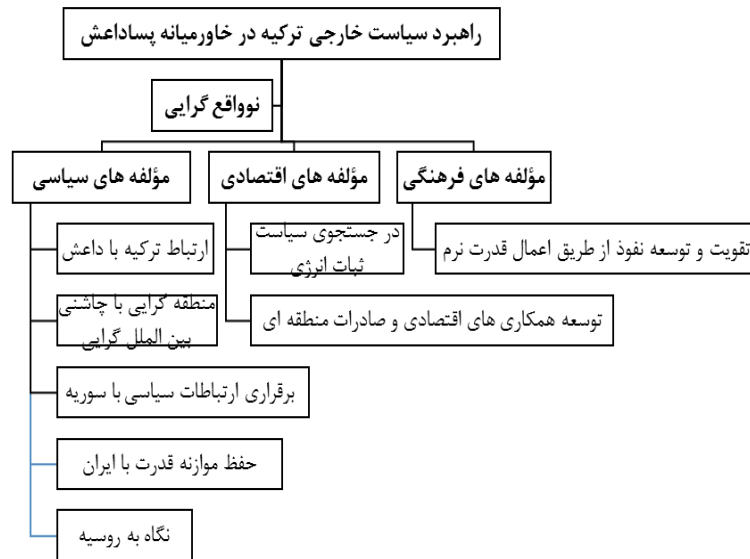 راهبرد سیاست خارجی ترکیه در خاورمیانه پساداعش
نوواقع گرایی
مؤلفه های فرهنگی
مؤلفه های اقتصادی
مؤلفه های سیاسی
تقویت و توسعه نفوذ از طریق اعمال قدرت نرم
در جستجوی سیاست
ثبات انرژی
توسعه همکاری های اقتصادی و صادرات منطقه ای
ارتباط ترکیه با داعش
منطقه گرایی با چاشنی
بین الملل گرایی
برقراری ارتباطات سیاسی با سوریه
حفظ موازنه قدرت با ایران
نگاه به روسیه